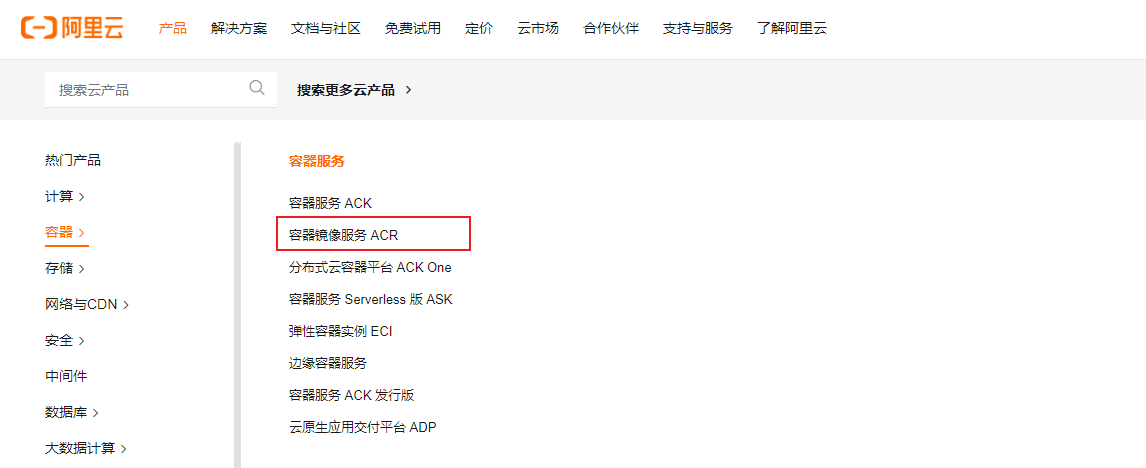 阿里云 产品 解决方案 文档与社区 免费试用 定价 云市场 合作伙伴 支持与服务 了解阿里云
搜索云产品 搜索更多云产品
热门产品
计算
容器
存储
网络与CDN
安全
中间件
数据库
大数据计算
容器服务
容器服务 ACK
容器镜像服务 ACR
分布式云容器平台 ACK One
容器服务 Serverless 版 ASK
弹性容器实例 ECI
边缘容器服务
容器服务 ACK 发行版
云原生应用交付平台 ADP